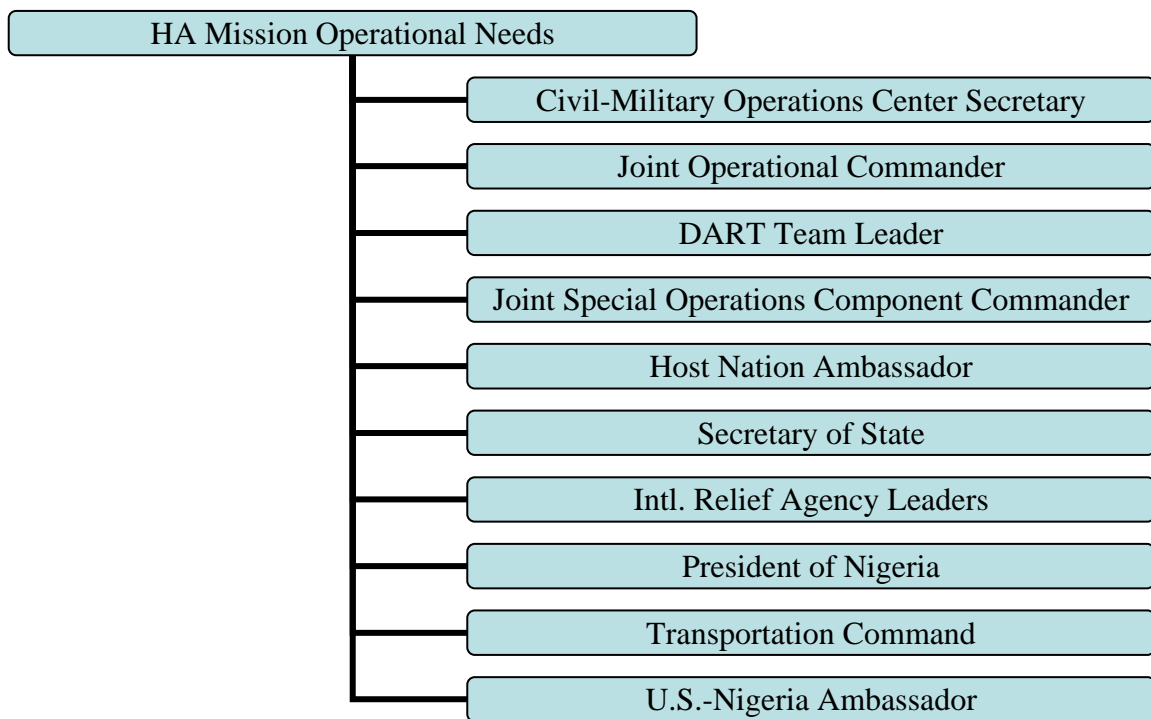 HA Mission Operational Needs
Civil-Military Operations Center Secretary
Joint Operational Commander
DART Team Leader
Joint Special Operations Component Commander
Host Nation Ambassador
Secretary of State
Intl. Relief Agency Leaders
President of Nigeria
Transportation Command
U.S.-Nigeria Ambassador